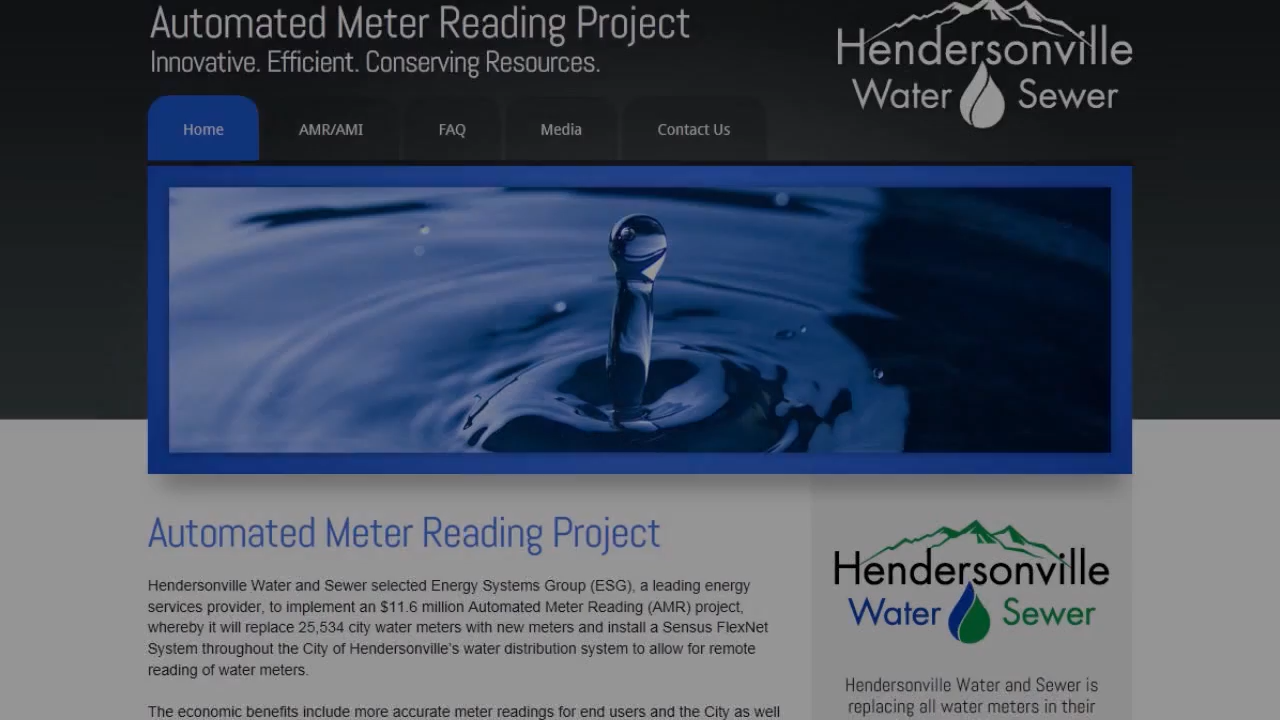 Automated Meter Reading Project
Innovative. Efficient. Conserving Resources.
Hendersonville
Water Sewer
Home AMR/AMI FAQ Media Contact Us
Automated Meter Reading Project
Hendersonville Water and Sewer selected Energy Systems Group (ESG), a leading energy
services provider, to implement an $11.6 million Automated Meter Reading (AMR) project,
whereby it will replace 25,534 city water meters with new meters and install a Sensus FlexNet
System throughout the City of Hendersonville's water distribution system to allow for remote
reading of water meters.
The economic benefits include more accurate meter readings for end users and the City as well
Hendersonville
Water Sewer
Hendersonville Water and Sewer is
replacing all water meters in their